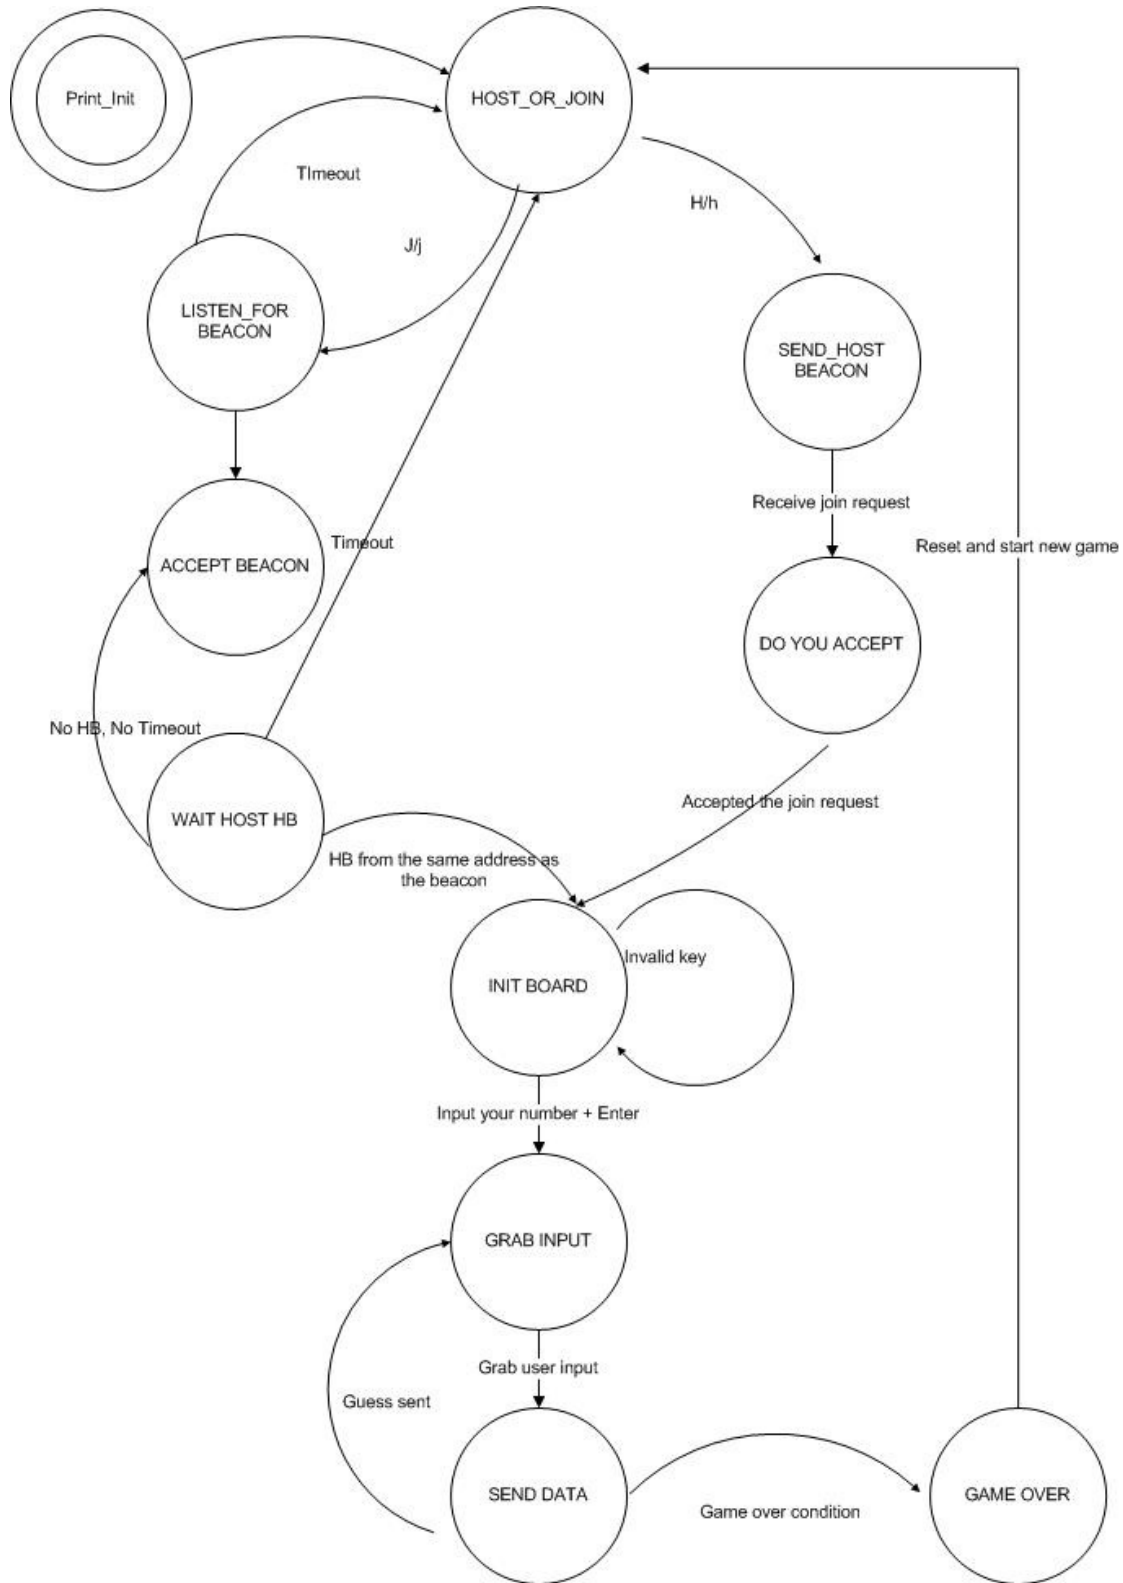 Print_Init
HOST_OR_JOIN
TImeout
H/h
J/j
LISTEN_FOR
BEACON
SEND_HOST
BEACON
Receive join request
Timeout
Reset and start new game
ACCEPT BEACON
DO YOU ACCEPT
No HB, No Timeout
Accepted the join request
WAIT HOST HB
HB from the same address as
the beacon
Invalid key
INIT BOARD
Input your number + Enter
GRAB INPUT
Grab user input
Guess sent
SEND DATA
Game over condition
GAME OVER